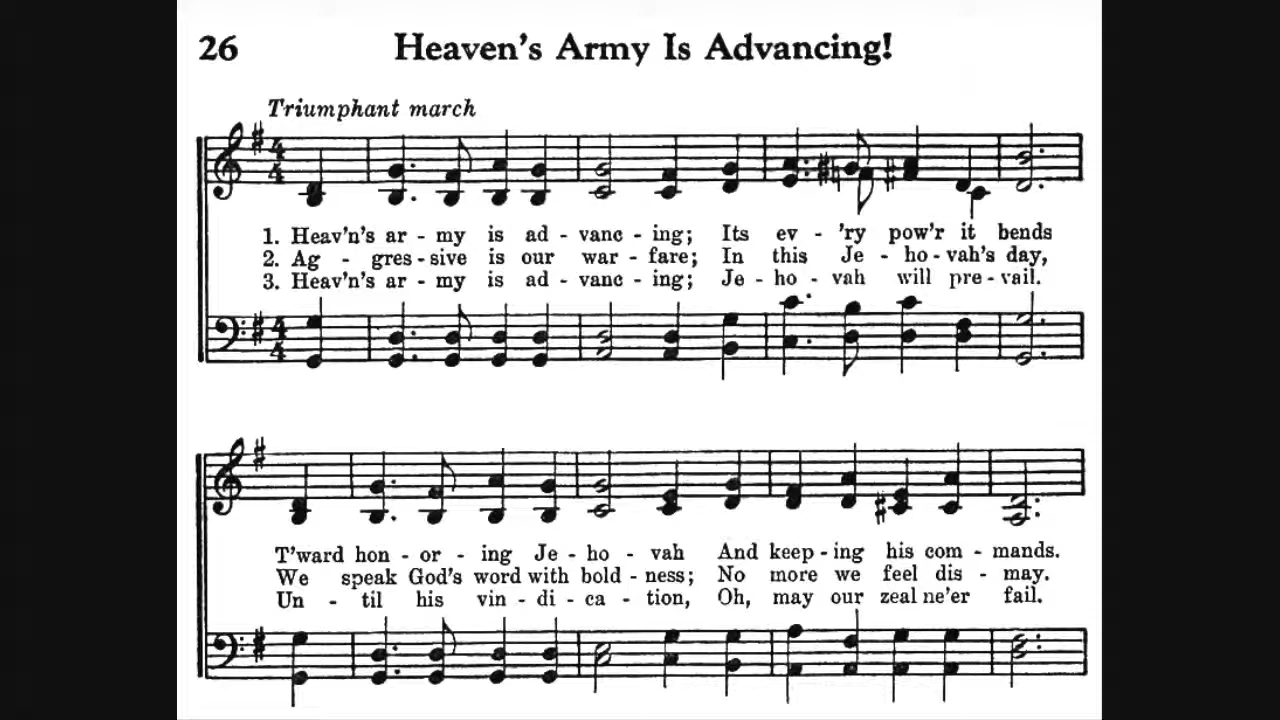 26 Heaven's Army Is Advancing!
Triumphant march
4
4
1. Heav'n's ar - my is ad - vanc - ing; Its ev - 'ry pow'r it bends
2. Ag - gres - sive is our war - fare; In this Je - ho - vah's day,
3. Heav'n's ar - my is ad - vanc - ing; Je - ho - vah will pre - vail.
4
4
T'ward hon - or - ing Je - ho - vah And keep - ing his com - mands.
We speak God's word with bold - ness; No more we feel dis - may.
Un - til his vin - di - ca - tion, Oh, may our zeal ne'er fail.